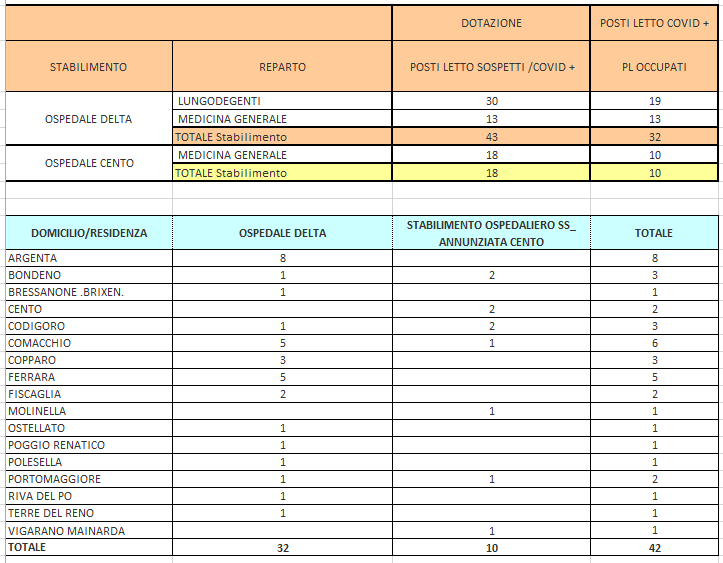 DOTAZIONE POSTI LETTO COVID +
STABILIMENTO REPARTO POSTI LETTO SOSPETTI /COVID + PL OCCUPATI
OSPEDALE DELTA
LUNGODEGENTI 30 19
MEDICINA GENERALE 13 13
TOTALE Stabilimento 43 32
OSPEDALE CENTO
MEDICINA GENERALE 18 10
TOTALE Stabilimento 18 10
DOMICILIO/RESIDENZA OSPEDALE DELTA STABILIMENTO OSPEDALIERO SS_
ANNUNZIATA CENTO TOTALE
ARGENTA 8 8
BONDENO 1 2 3
BRESSANONE .BRIXEN. 1 1
CENTO 2 2
CODIGORO 1 2 3
COMACCHIO 5 1 6
COPPARO 3 3
FERRARA 5 5
FISCAGLIA 2 2
MOLINELLA 1 1
OSTELLATO 1 1
POGGIO RENATICO 1 1
POLESELLA 1 1
PORTOMAGGIORE 1 1 2
RIVA DEL PO 1 1
TERRE DEL RENO 1 1
VIGARANO MAINARDA 1 1
TOTALE 32 10 42